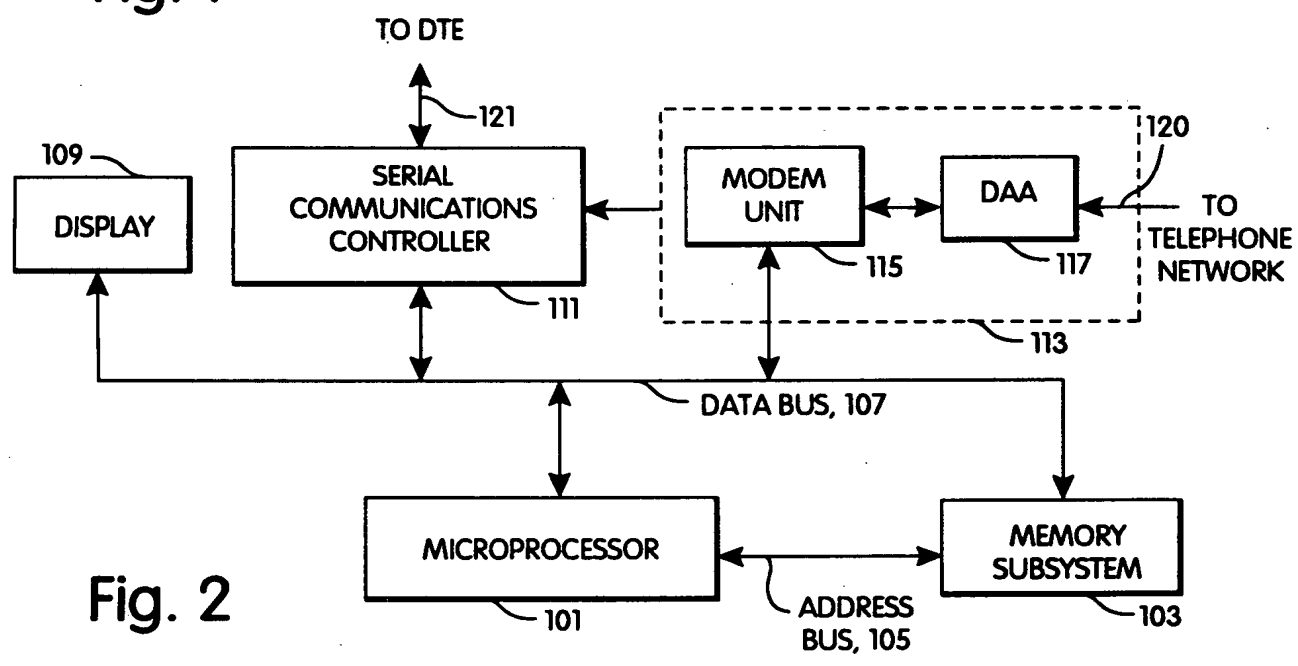 TO DTE
121
109
DISPLAY
SERIAL
COMMUNICATIONS
CONTROLLER
111
MODEM
UNIT
115
DAA
117
120
TO
TELEPHONE
NETWORK
113
DATA BUS, 107
MICROPROCESSOR
101
MEMORY
SUBSYSTEM
103
ADDRESS
BUS, 105
Fig. 2